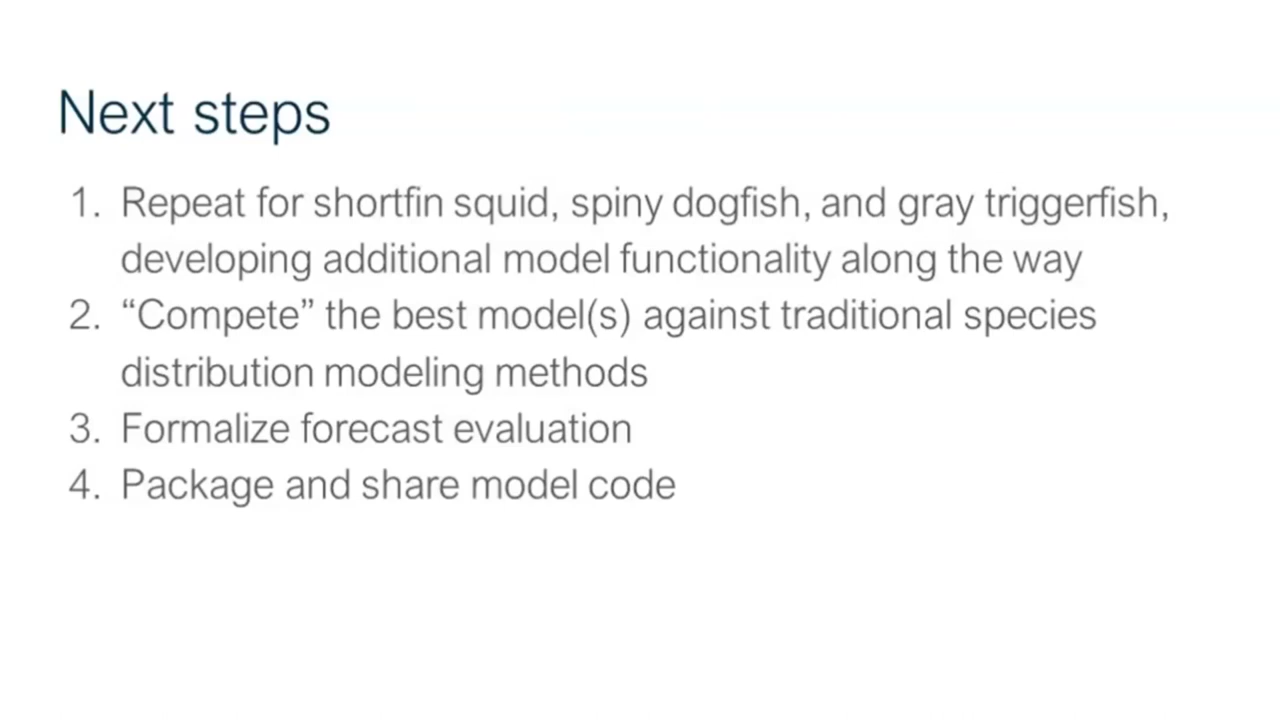 Next steps
1. Repeat for shortfin squid, spiny dogfish, and gray triggerfish,
developing additional model functionality along the way
2. “Compete” the best model(s) against traditional species
distribution modeling methods
3. Formalize forecast evaluation
4. Package and share model code